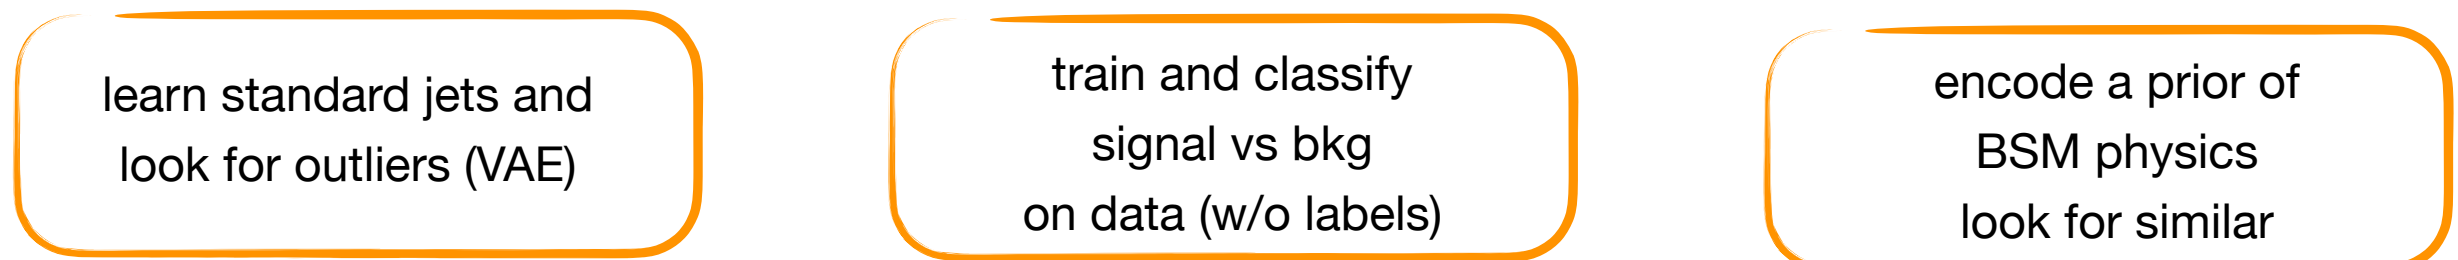 learn standard jets and
look for outliers (VAE)
train and classify
signal vs bkg
on data (w/o labels)
encode a prior of
BSM physics
look for similar